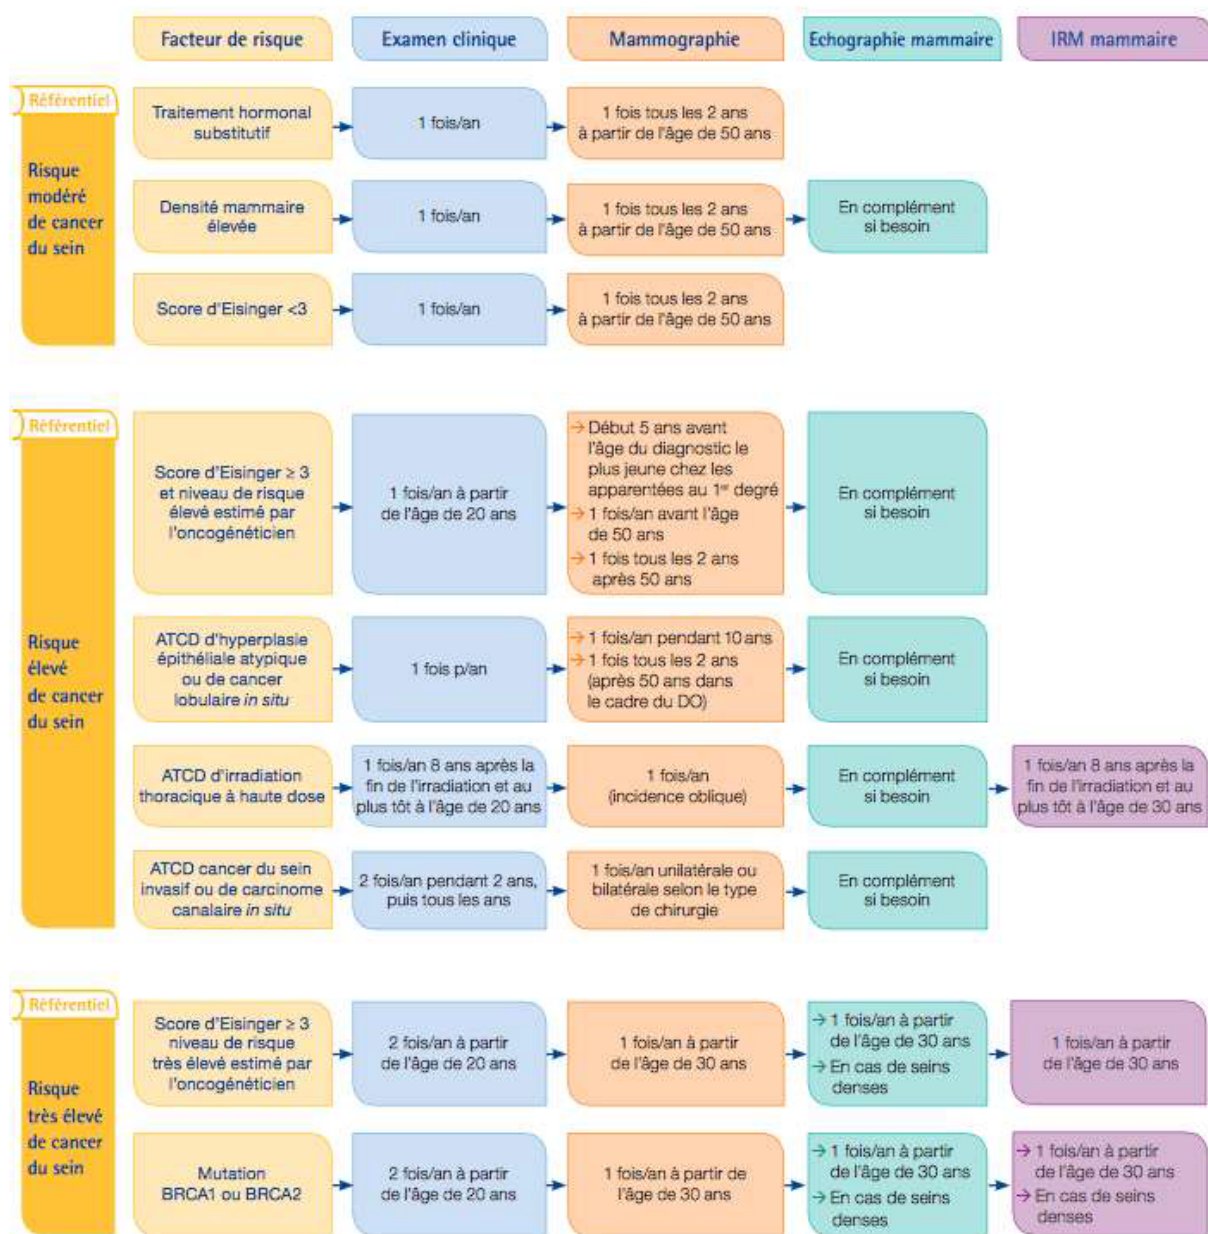 Facteur de risque
Examen clinique
Mammographie
Echographie mammaire
IRM mammaire
Référentiel
Risque
modéré
de cancer
du sein
Traitement hormonal
substitutif
1 fois/an
1 fois tous les 2 ans
à partir de l'âge de 50 ans
Densité mammaire
élevée
1 fois/an
1 fois tous les 2 ans
à partir de l'âge de 50 ans
En complément
si besoin
Score d'Eisinger <3
1 fois/an
1 fois tous les 2 ans
à partir de l'âge de 50 ans
Référentiel
Risque
élevé
de cancer
du sein
Score d'Eisinger ≥ 3
et niveau de risque
élevé estimé par
l'oncogénéticien
1 fois/an à partir
de l'âge de 20 ans
→ Début 5 ans avant
l'âge du diagnostic le
plus jeune chez les
apparentées au 1er degré
→ 1 fois/an avant l'âge
de 50 ans
→ 1 fois tous les 2 ans
après 50 ans
En complément
si besoin
ATCD d'hyperplasie
épithéliale atypique
ou de cancer
lobulaire in situ
1 fois p/an
→ 1 fois/an pendant 10 ans
→ 1 fois tous les 2 ans
(après 50 ans dans
le cadre du DO)
En complément
si besoin
ATCD d'irradiation
thoracique à haute dose
1 fois/an 8 ans après la
fin de l'irradiation et au
plus tôt à l'âge de 20 ans
1 fois/an
(incidence oblique)
En complément
si besoin
1 fois/an 8 ans après la
fin de l'irradiation et au
plus tôt à l'âge de 30 ans
ATCD cancer du sein
invasif ou de carcinome
canalaire in situ
2 fois/an pendant 2 ans,
puis tous les ans
1 fois/an unilatérale ou
bilatérale selon le type
de chirurgie
En complément
si besoin
Référentiel
Risque
très élevé
de cancer
du sein
Score d'Eisinger ≥ 3
niveau de risque
très élevé estimé par
l'oncogénéticien
2 fois/an à partir
de l'âge de 20 ans
1 fois/an à partir
de l'âge de 30 ans
→ 1 fois/an à partir
de l'âge de 30 ans
→ En cas de seins
denses
1 fois/an à partir
de l'âge de 30 ans
Mutation
BRCA1 ou BRCA2
2 fois/an à partir
de l'âge de 20 ans
1 fois/an à partir de
l'âge de 30 ans
→ 1 fois/an à partir
de l'âge de 30 ans
→ En cas de seins
denses
→ 1 fois/an à partir
de l'âge de 30 ans
→ En cas de seins
denses